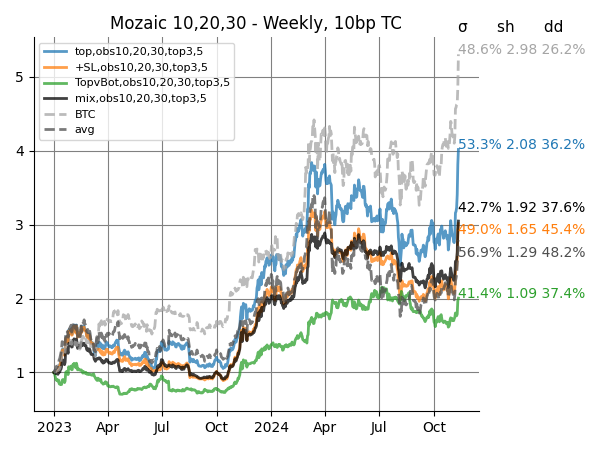 Mozaic 10,20,30 - Weekly, 10bp TC
σ sh dd
top,obs10,20,30,top3,5
+SL,obs10,20,30,top3,5
TopvBot,obs10,20,30,top3,5
mix,obs10,20,30,top3,5
BTC
avg
48.6% 2.98 26.2%
53.3% 2.08 36.2%
42.7% 1.92 37.6%
49.0% 1.65 45.4%
56.9% 1.29 48.2%
41.4% 1.09 37.4%
5
4
3
2
1
2023 Apr Jul Oct 2024 Apr Jul Oct